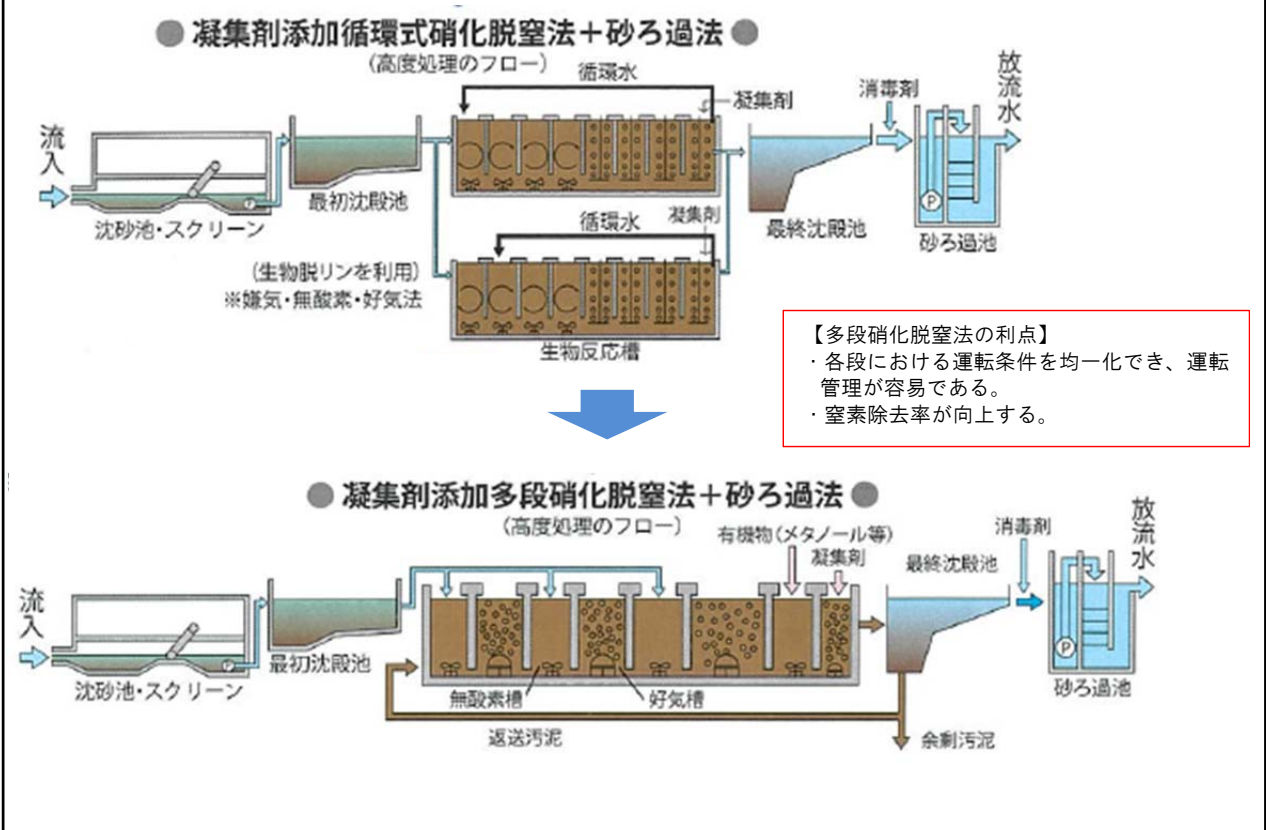 ● 凝集剤添加循環式硝化脱窒法＋砂ろ過法 ●
(高度処理のフロー)
循環水
凝集剤
消毒剤
放流水
流入
P
最初沈殿池
沈砂池・スクリーン
最終沈殿池
P
砂ろ過池
循環水
凝集剤
(生物脱リンを利用)
※嫌気・無酸素・好気法
生物反応槽
【多段硝化脱窒法の利点】
・各段における運転条件を均一化でき、運転
管理が容易である。
・窒素除去率が向上する。
● 凝集剤添加多段硝化脱窒法＋砂ろ過法 ●
(高度処理のフロー)
有機物(メタノール等)
凝集剤
最終沈殿池
消毒剤
放流水
流入
P
最初沈殿池
沈砂池・スクリーン
無酸素槽
好気槽
P
砂ろ過池
返送汚泥
余剰汚泥